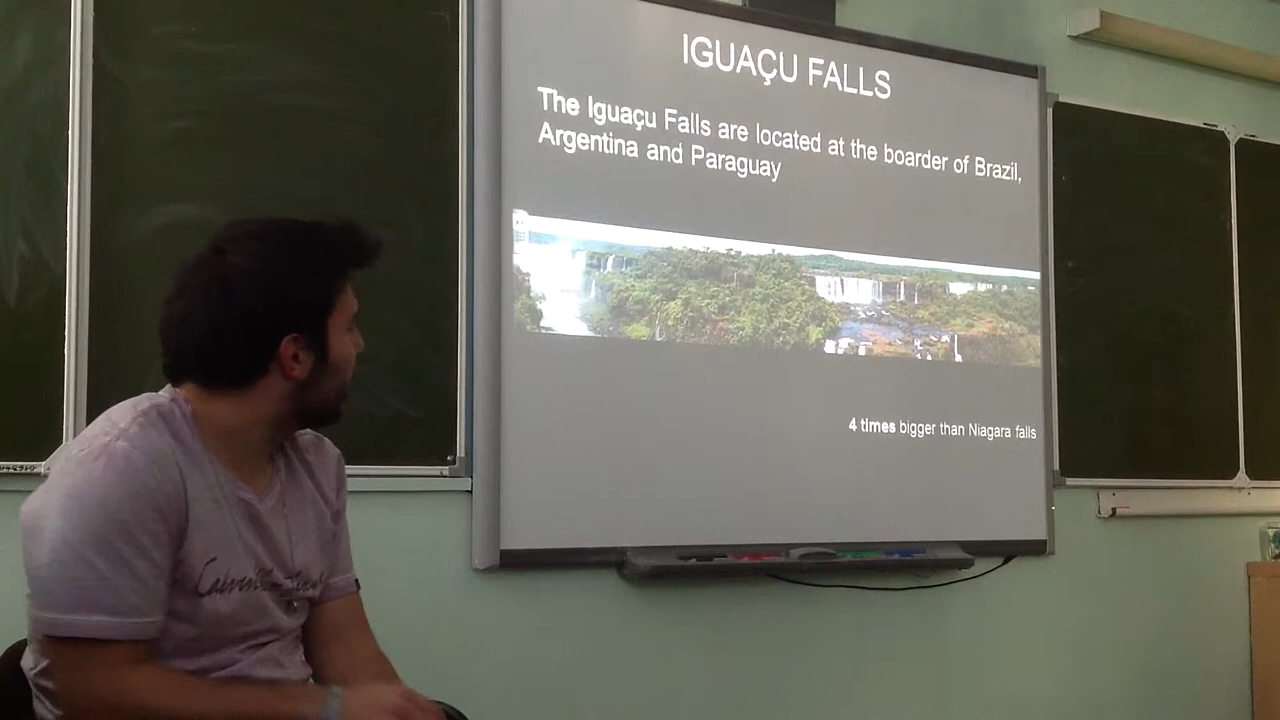 IGUAÇU FALLS
The Iguaçu Falls are located at the boarder of Brazil,
Argentina and Paraguay
4 times bigger than Niagara falls